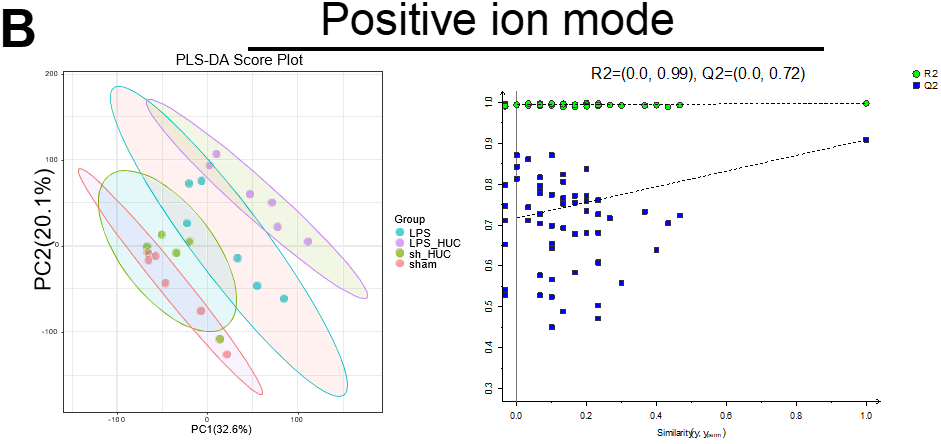 B
Positive ion mode
PLS-DA Score Plot
200
100
0
-100
-100
0
100
PC2(20.1%)
PC1(32.6%)
Group
LPS
LPS_HUC
sh_HUC
sham
R2=(0.0, 0.99), Q2=(0.0, 0.72)
R2
Q2
1.0
0.9
0.8
0.7
0.6
0.5
0.4
0.3
0.0
0.2
0.4
0.6
0.8
1.0
Similarity(y, yperm)